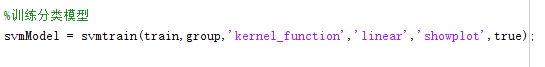 %训练分类模型
svmModel = svmtrain(train,group,'kernel_function','linear','showplot',true);